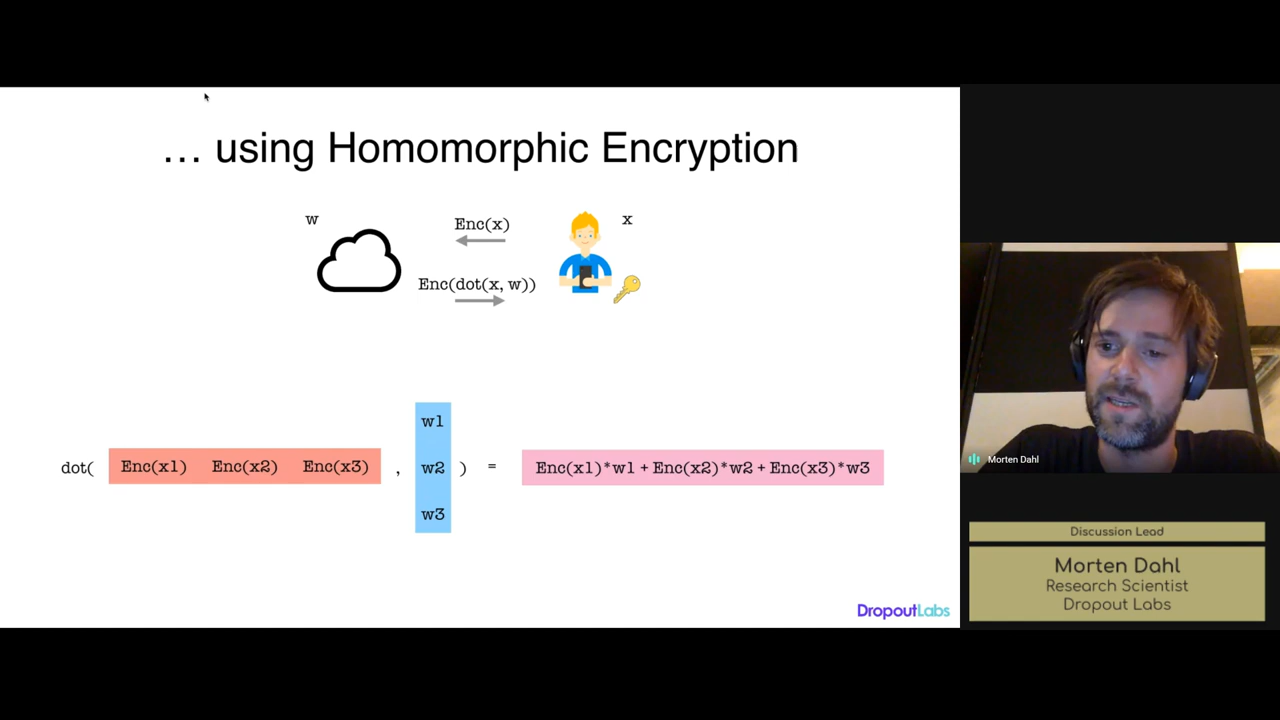 … using Homomorphic Encryption
w
Enc(x)
x
Enc(dot(x, w))
w1
dot( Enc(x1) Enc(x2) Enc(x3) , w2 ) = Enc(x1)*w1 + Enc(x2)*w2 + Enc(x3)*w3
w3
DropoutLabs
Morten Dahl
Discussion Lead
Morten Dahl
Research Scientist
Dropout Labs